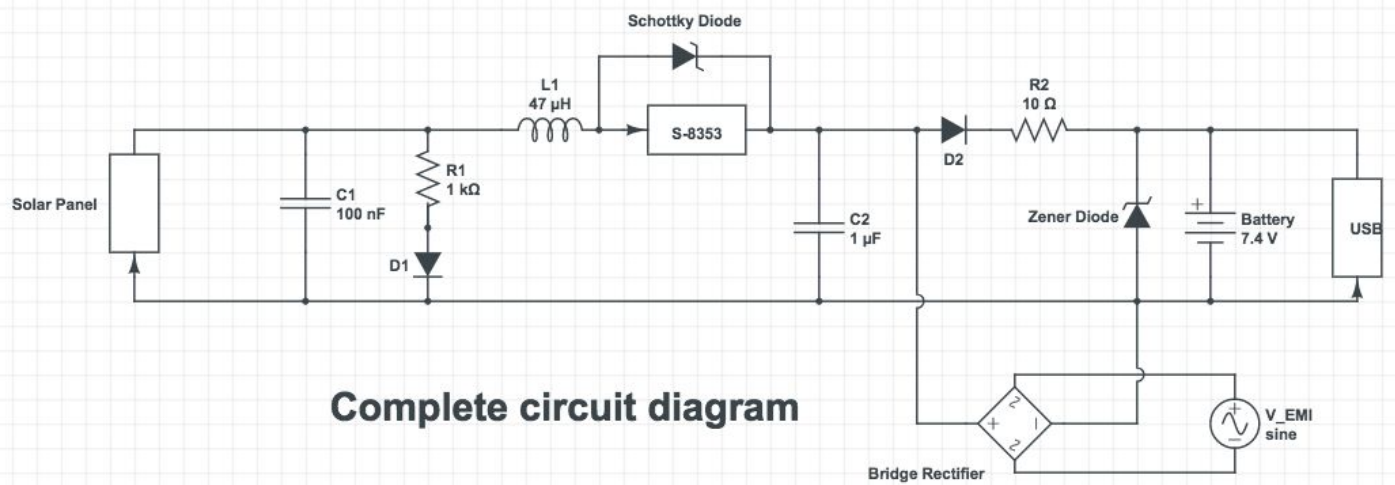 Schottky Diode
L1
47 µH
S-8353
R2
10 Ω
D2
Solar Panel
C1
100 nF
R1
1 kΩ
D1
C2
1 µF
Zener Diode
+
Battery
7.4 V
USB
Complete circuit diagram
+
−
V_EMI
sine
Bridge Rectifier